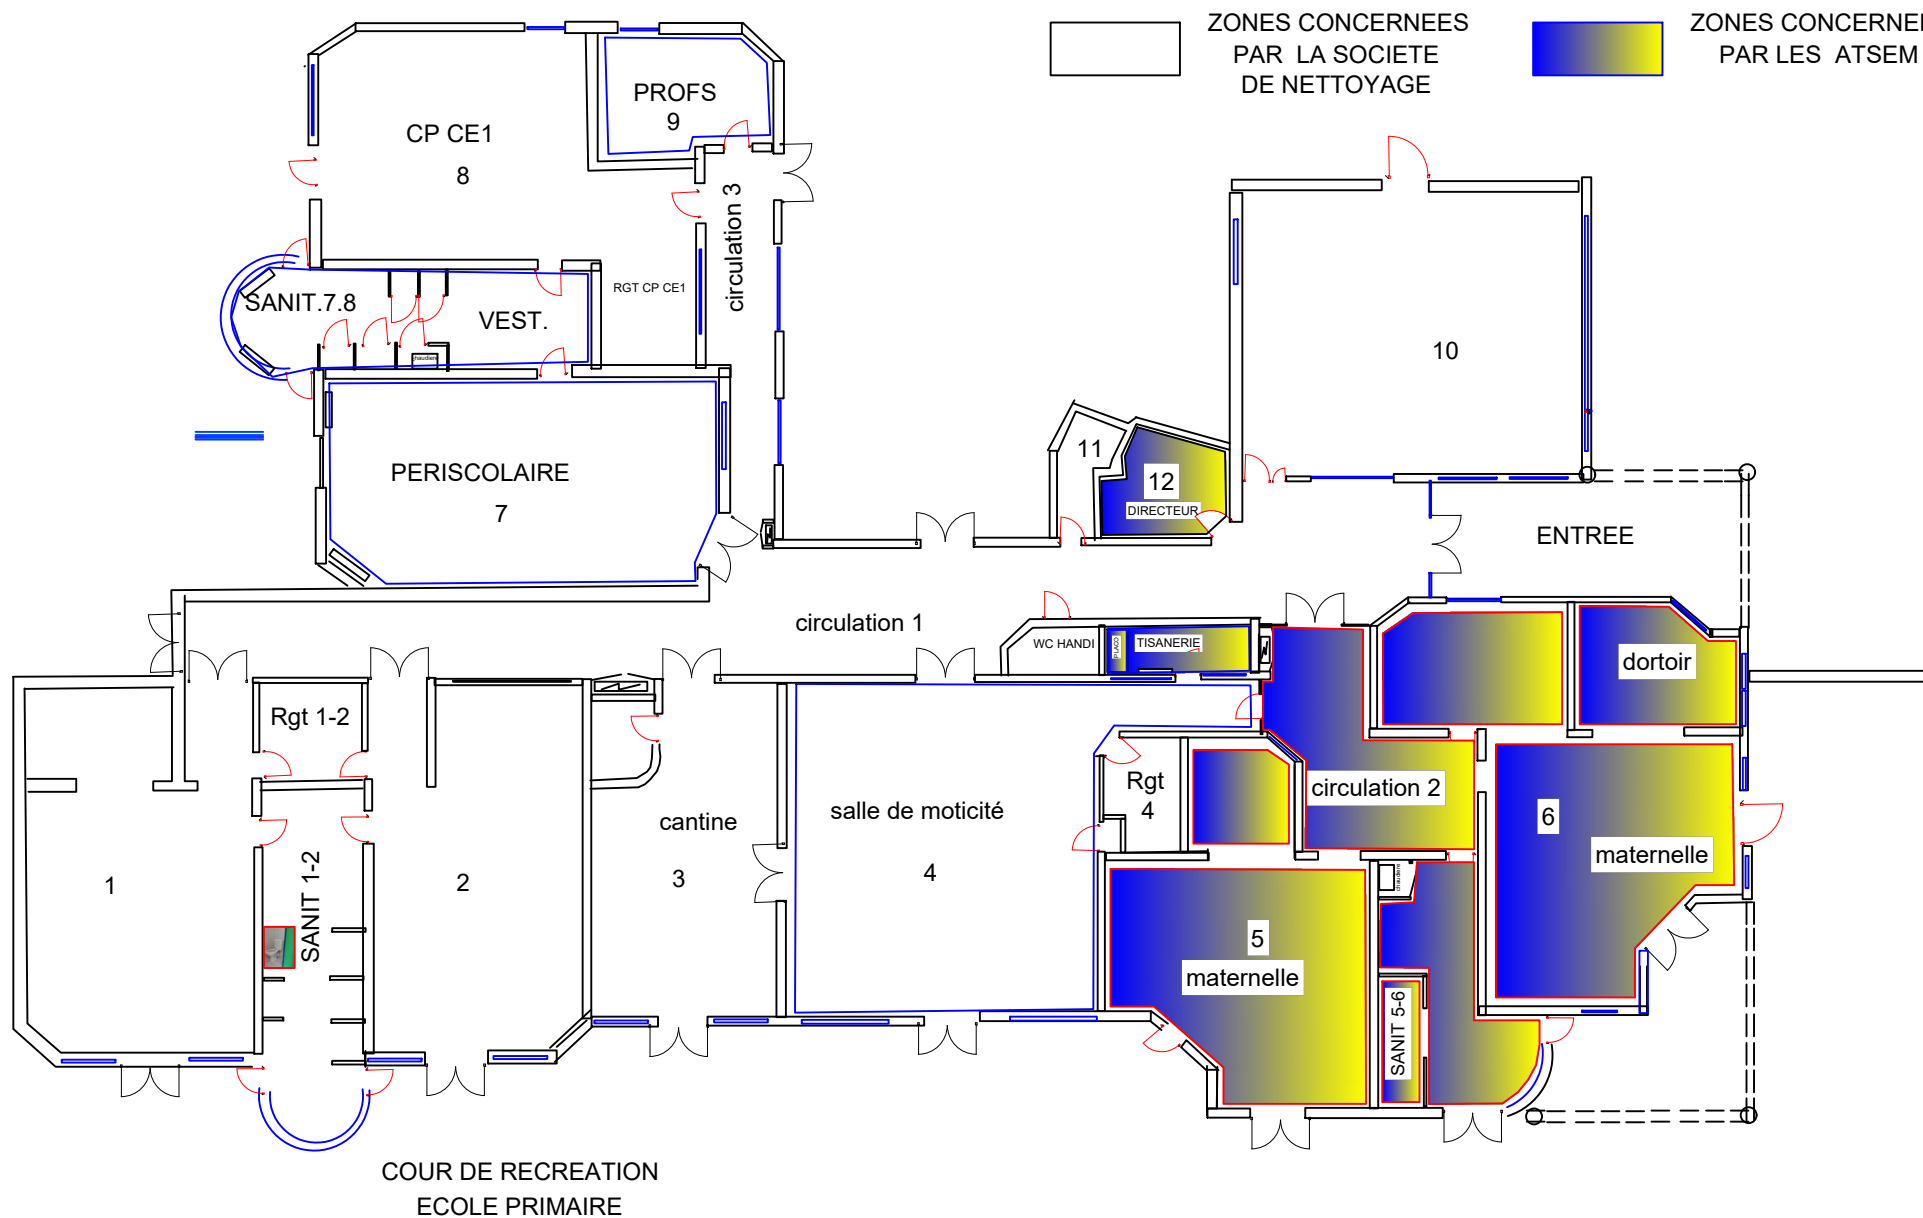 ZONES CONCERNEES
PAR LA SOCIETE
DE NETTOYAGE
ZONES CONCERNE
PAR LES ATSEM
PROFS
9
CP CE1
8
circulation 3
RGT CP CE1
SANIT.7.8
VEST.
chaudiere
PERISCOLAIRE
7
10
11
12
DIRECTEUR
ENTREE
circulation 1
WC HANDI
PLACO
TISANERIE
dortoir
Rgt 1-2
Rgt
4
circulation 2
6
maternelle
cantine
3
salle de moticité
4
1
SANIT 1-2
2
chaudiere
5
maternelle
SANIT 5-6
COUR DE RECREATION
ECOLE PRIMAIRE